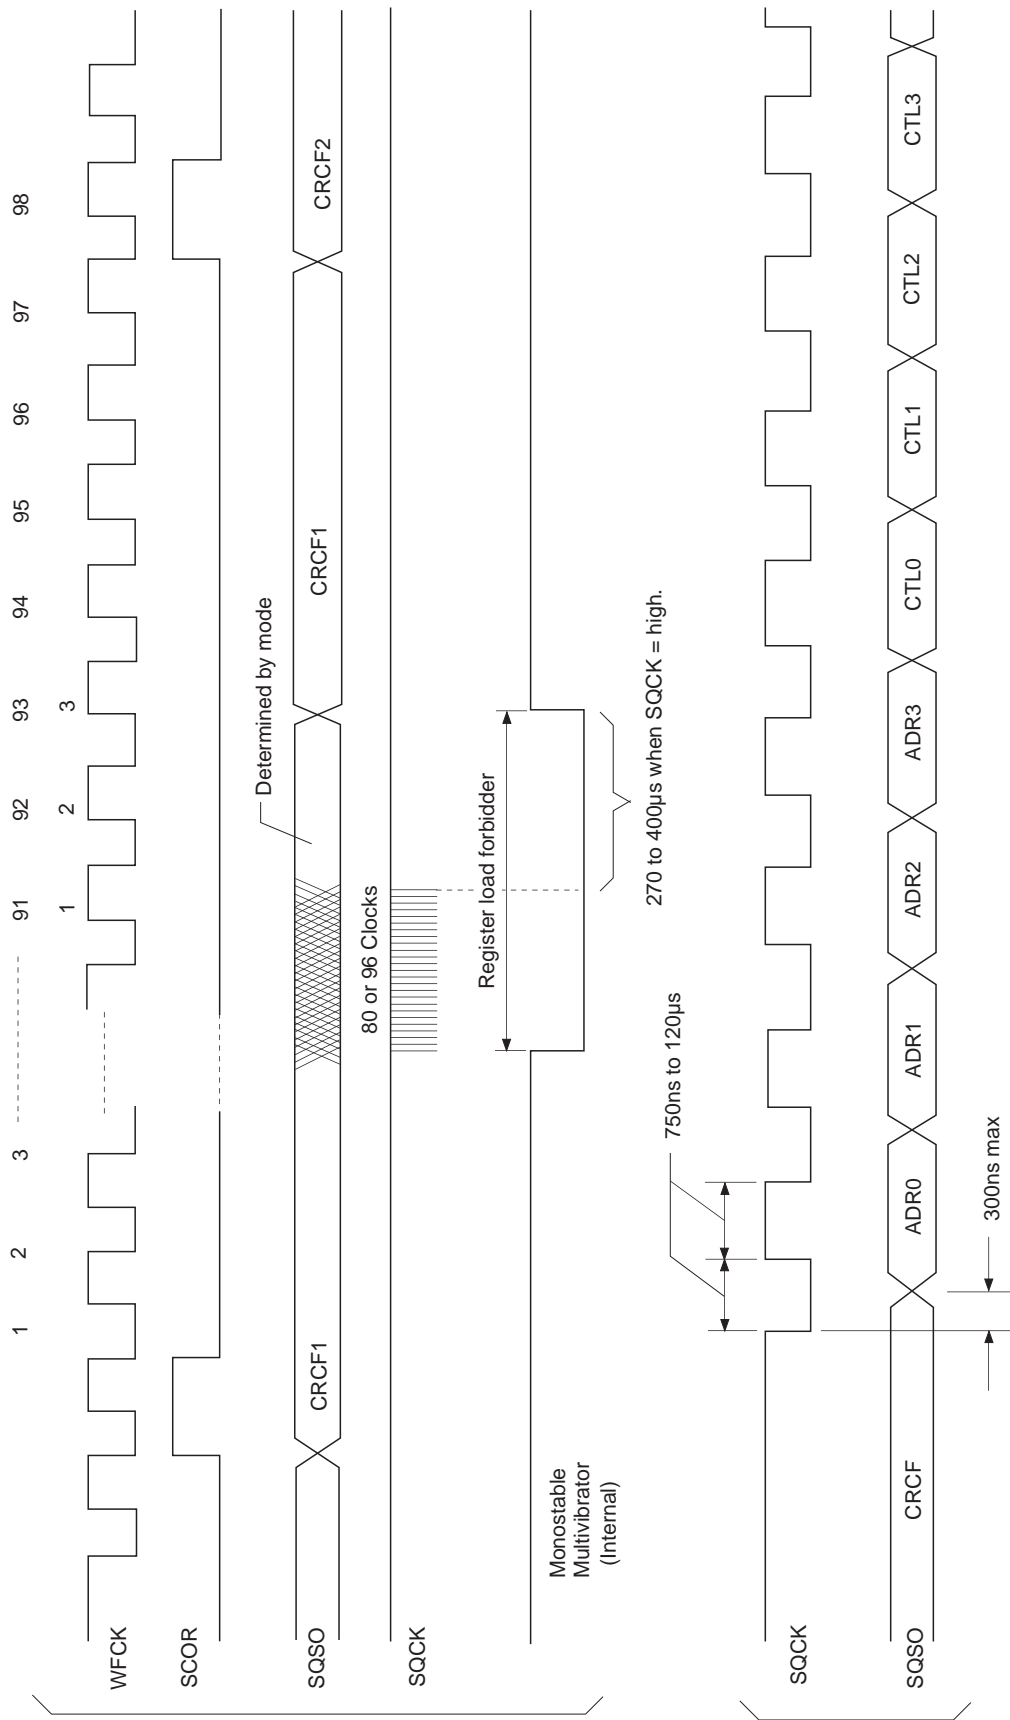 1 2 3 91 92 93 94 95 96 97 98
1 2 3
WFCK
SCOR
Determined by mode
SQSO CRCF1 CRCF1 CRCF2
80 or 96 Clocks
SQCK
Register load forbidder
Monostable
Multivibrator
(Internal)
270 to 400µs when SQCK = high.
750ns to 120µs
SQCK
SQSO CRCF ADR0 ADR1 ADR2 ADR3 CTL0 CTL1 CTL2 CTL3
300ns max